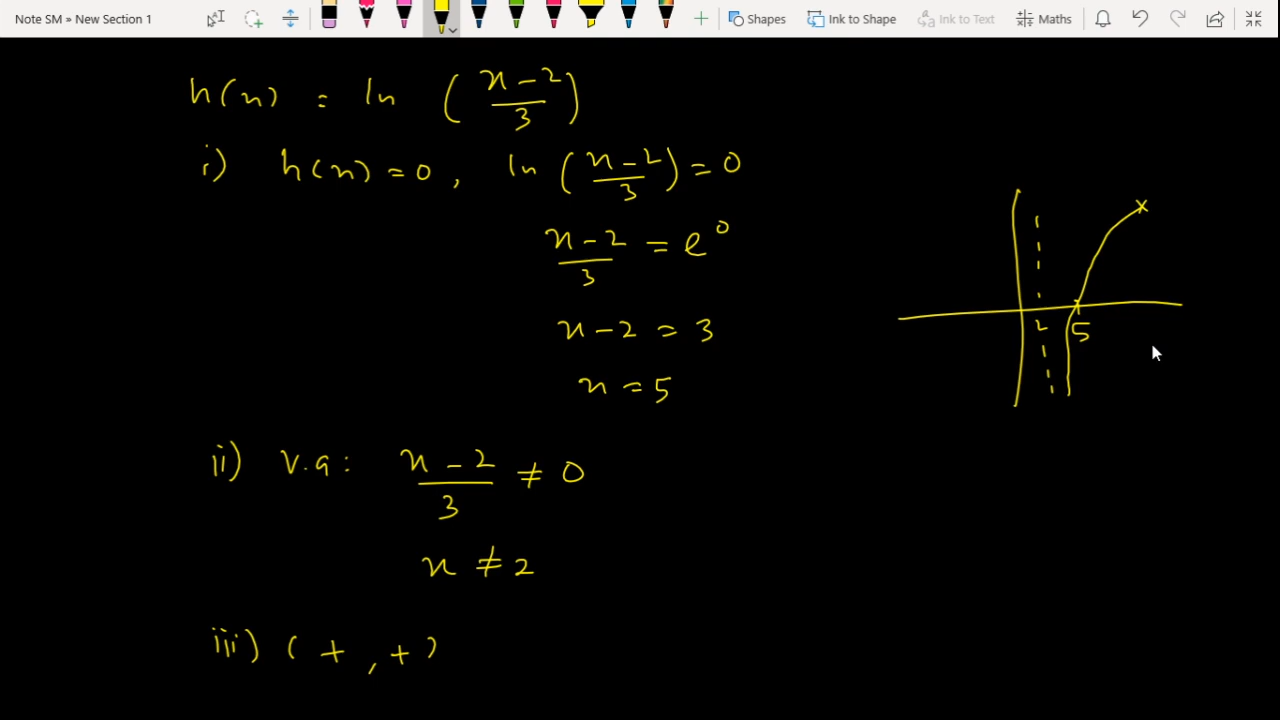 Note SM » New Section 1
Shapes Ink to Shape Ink to Text Maths
h(x) = ln ( (x-2)/3 )
i) h(x) = 0, ln ( (x-2)/3 ) = 0
(x-2)/3 = e^0
x-2 = 3
x = 5
2 5
ii) v.a: (x-2)/3 ≠ 0
x ≠ 2
iii) ( + , + )